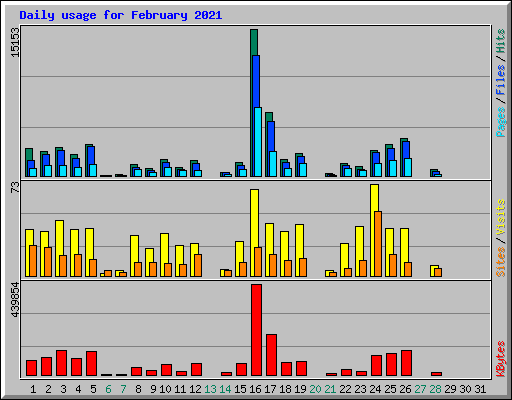 Daily usage for February 2021
15153
73
439854
Pages / Files / Hits
Sites / Visits
KBytes
1 2 3 4 5 6 7 8 9 10 11 12 13 14 15 16 17 18 19 20 21 22 23 24 25 26 27 28 29 30 31